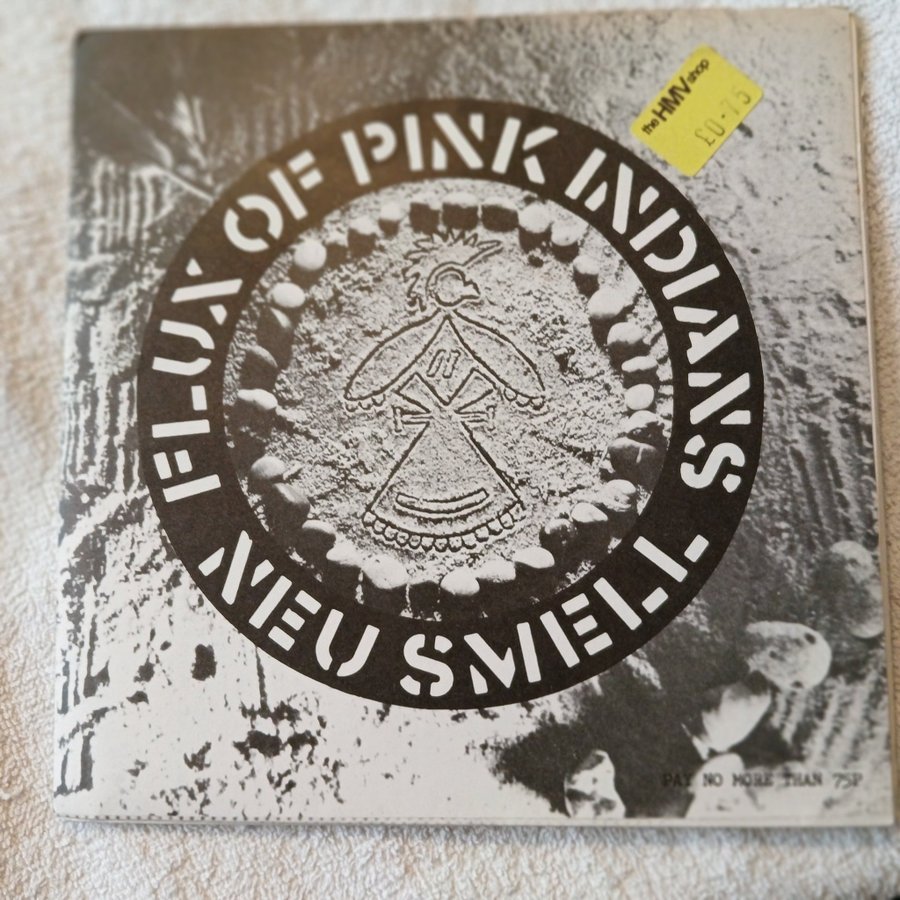 the HMV shop
£0-75
FLUX OF PINK INDIANS
NEU SMELL
PAY NO MORE THAN 75P